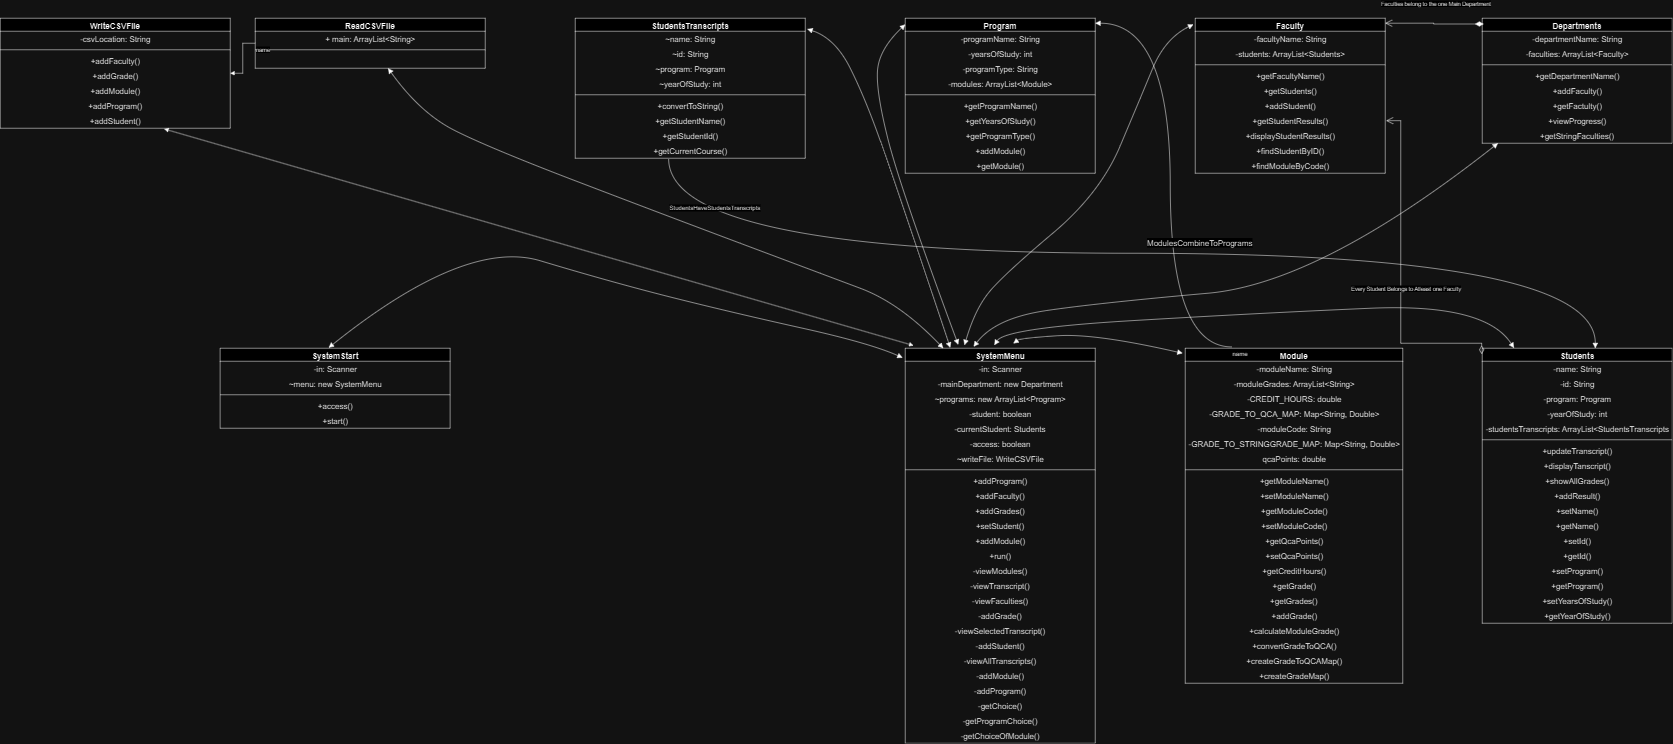 Faculties belong to the one Main Department
WriteCSVFile
-csvLocation: String
+addFaculty()
+addGrade()
+addModule()
+addProgram()
+addStudent()
ReadCSVFile
+ main: ArrayList<String>
name
StudentsTranscripts
~name: String
~id: String
~program: Program
~yearOfStudy: int
+convertToString()
+getStudentName()
+getStudentId()
+getCurrentCourse()
Program
-programName: String
-yearsOfStudy: int
-programType: String
-modules: ArrayList<Module>
+getProgramName()
+getYearsOfStudy()
+getProgramType()
+addModule()
+getModule()
Faculty
-facultyName: String
-students: ArrayList<Students>
+getFacultyName()
+getStudents()
+addStudent()
+getStudentResults()
+displayStudentResults()
+findStudentByID()
+findModuleByCode()
Departments
-departmentName: String
-faculties: ArrayList<Faculty>
+getDepartmentName()
+addFaculty()
+getFactulty()
+viewProgress()
+getStringFaculties()
StudentsHaveStudentsTranscripts
ModulesCombineToPrograms
Every Student Belongs to Atleast one Faculty
SystemStart
-in: Scanner
~menu: new SystemMenu
+access()
+start()
SystemMenu
-in: Scanner
-mainDepartment: new Department
~programs: new ArrayList<Program>
-student: boolean
-currentStudent: Students
-access: boolean
~writeFile: WriteCSVFile
+addProgram()
+addFaculty()
+addGrades()
+setStudent()
+addModule()
+run()
-viewModules()
-viewTranscript()
-viewFaculties()
-addGrade()
-viewSelectedTranscript()
-addStudent()
-viewAllTranscripts()
-addModule()
-addProgram()
-getChoice()
-getProgramChoice()
-getChoiceOfModule()
name
Module
-moduleName: String
-moduleGrades: ArrayList<String>
-CREDIT_HOURS: double
-GRADE_TO_QCA_MAP: Map<String, Double>
-moduleCode: String
-GRADE_TO_STRINGGRADE_MAP: Map<String, Double>
qcaPoints: double
+getModuleName()
+setModuleName()
+getModuleCode()
+setModuleCode()
+getQcaPoints()
+setQcaPoints()
+getCreditHours()
+getGrade()
+getGrades()
+addGrade()
+calculateModuleGrade()
+convertGradeToQCA()
+createGradeToQCAMap()
+createGradeMap()
Students
-name: String
-id: String
-program: Program
-yearOfStudy: int
-studentsTranscripts: ArrayList<StudentsTranscripts
+updateTranscript()
+displayTanscript()
+showAllGrades()
+addResult()
+setName()
+getName()
+setId()
+getId()
+setProgram()
+getProgram()
+setYearsOfStudy()
+getYearOfStudy()